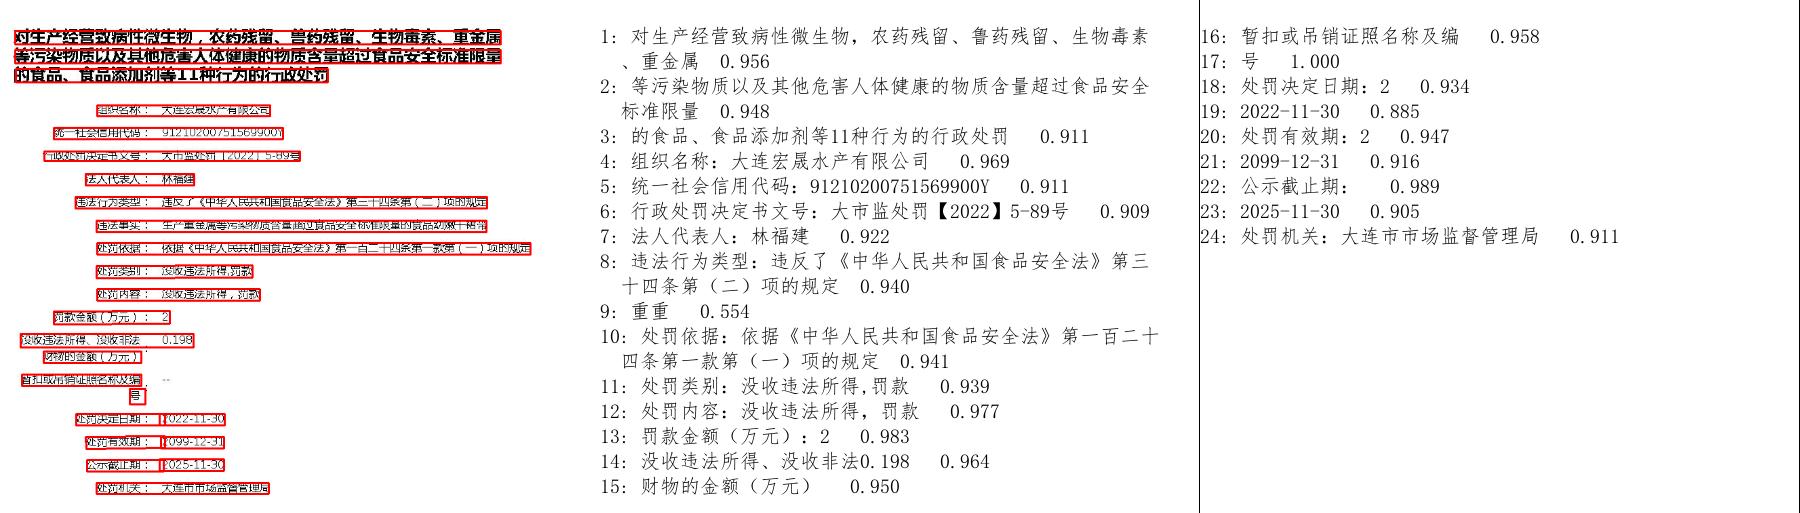 对生产经营致病性微生物，农药残留、兽药残留、生物毒素、重金属
等污染物质以及其他危害人体健康的物质含量超过食品安全标准限量
的食品、食品添加剂等11种行为的行政处罚
组织名称： 大连宏晟水产有限公司
统一社会信用代码： 91210200751569900Y
行政处罚决定书文号： 大市监处罚【2022】5-89号
法人代表人： 林福建
违法行为类型： 违反了《中华人民共和国食品安全法》第三十四条第（二）项的规定
违法事实： 生产重金属等污染物质含量超过食品安全标准限量的食品
处罚依据： 依据《中华人民共和国食品安全法》第一百二十四条第一款第（一）项的规定
处罚类别： 没收违法所得,罚款
处罚内容： 没收违法所得，罚款
罚款金额（万元）： 2
没收违法所得、没收非法 0.198
财物的金额（万元）
暂扣或吊销证照名称及编 --
号
处罚决定日期： 2022-11-30
处罚有效期： 2099-12-31
公示截止期： 2025-11-30
处罚机关： 大连市市场监督管理局
1: 对生产经营致病性微生物，农药残留、鲁药残留、生物毒素
、重金属 0.956
2: 等污染物质以及其他危害人体健康的物质含量超过食品安全
标准限量 0.948
3: 的食品、食品添加剂等11种行为的行政处罚 0.911
4: 组织名称：大连宏晟水产有限公司 0.969
5: 统一社会信用代码：91210200751569900Y 0.911
6: 行政处罚决定书文号：大市监处罚【2022】5-89号 0.909
7: 法人代表人：林福建 0.922
8: 违法行为类型：违反了《中华人民共和国食品安全法》第三
十四条第（二）项的规定 0.940
9: 重重 0.554
10: 处罚依据：依据《中华人民共和国食品安全法》第一百二十
四条第一款第（一）项的规定 0.941
11: 处罚类别：没收违法所得,罚款 0.939
12: 处罚内容：没收违法所得，罚款 0.977
13: 罚款金额（万元）：2 0.983
14: 没收违法所得、没收非法0.198 0.964
15: 财物的金额（万元） 0.950
16: 暂扣或吊销证照名称及编 0.958
17: 号 1.000
18: 处罚决定日期：2 0.934
19: 2022-11-30 0.885
20: 处罚有效期：2 0.947
21: 2099-12-31 0.916
22: 公示截止期： 0.989
23: 2025-11-30 0.905
24: 处罚机关：大连市市场监督管理局 0.911